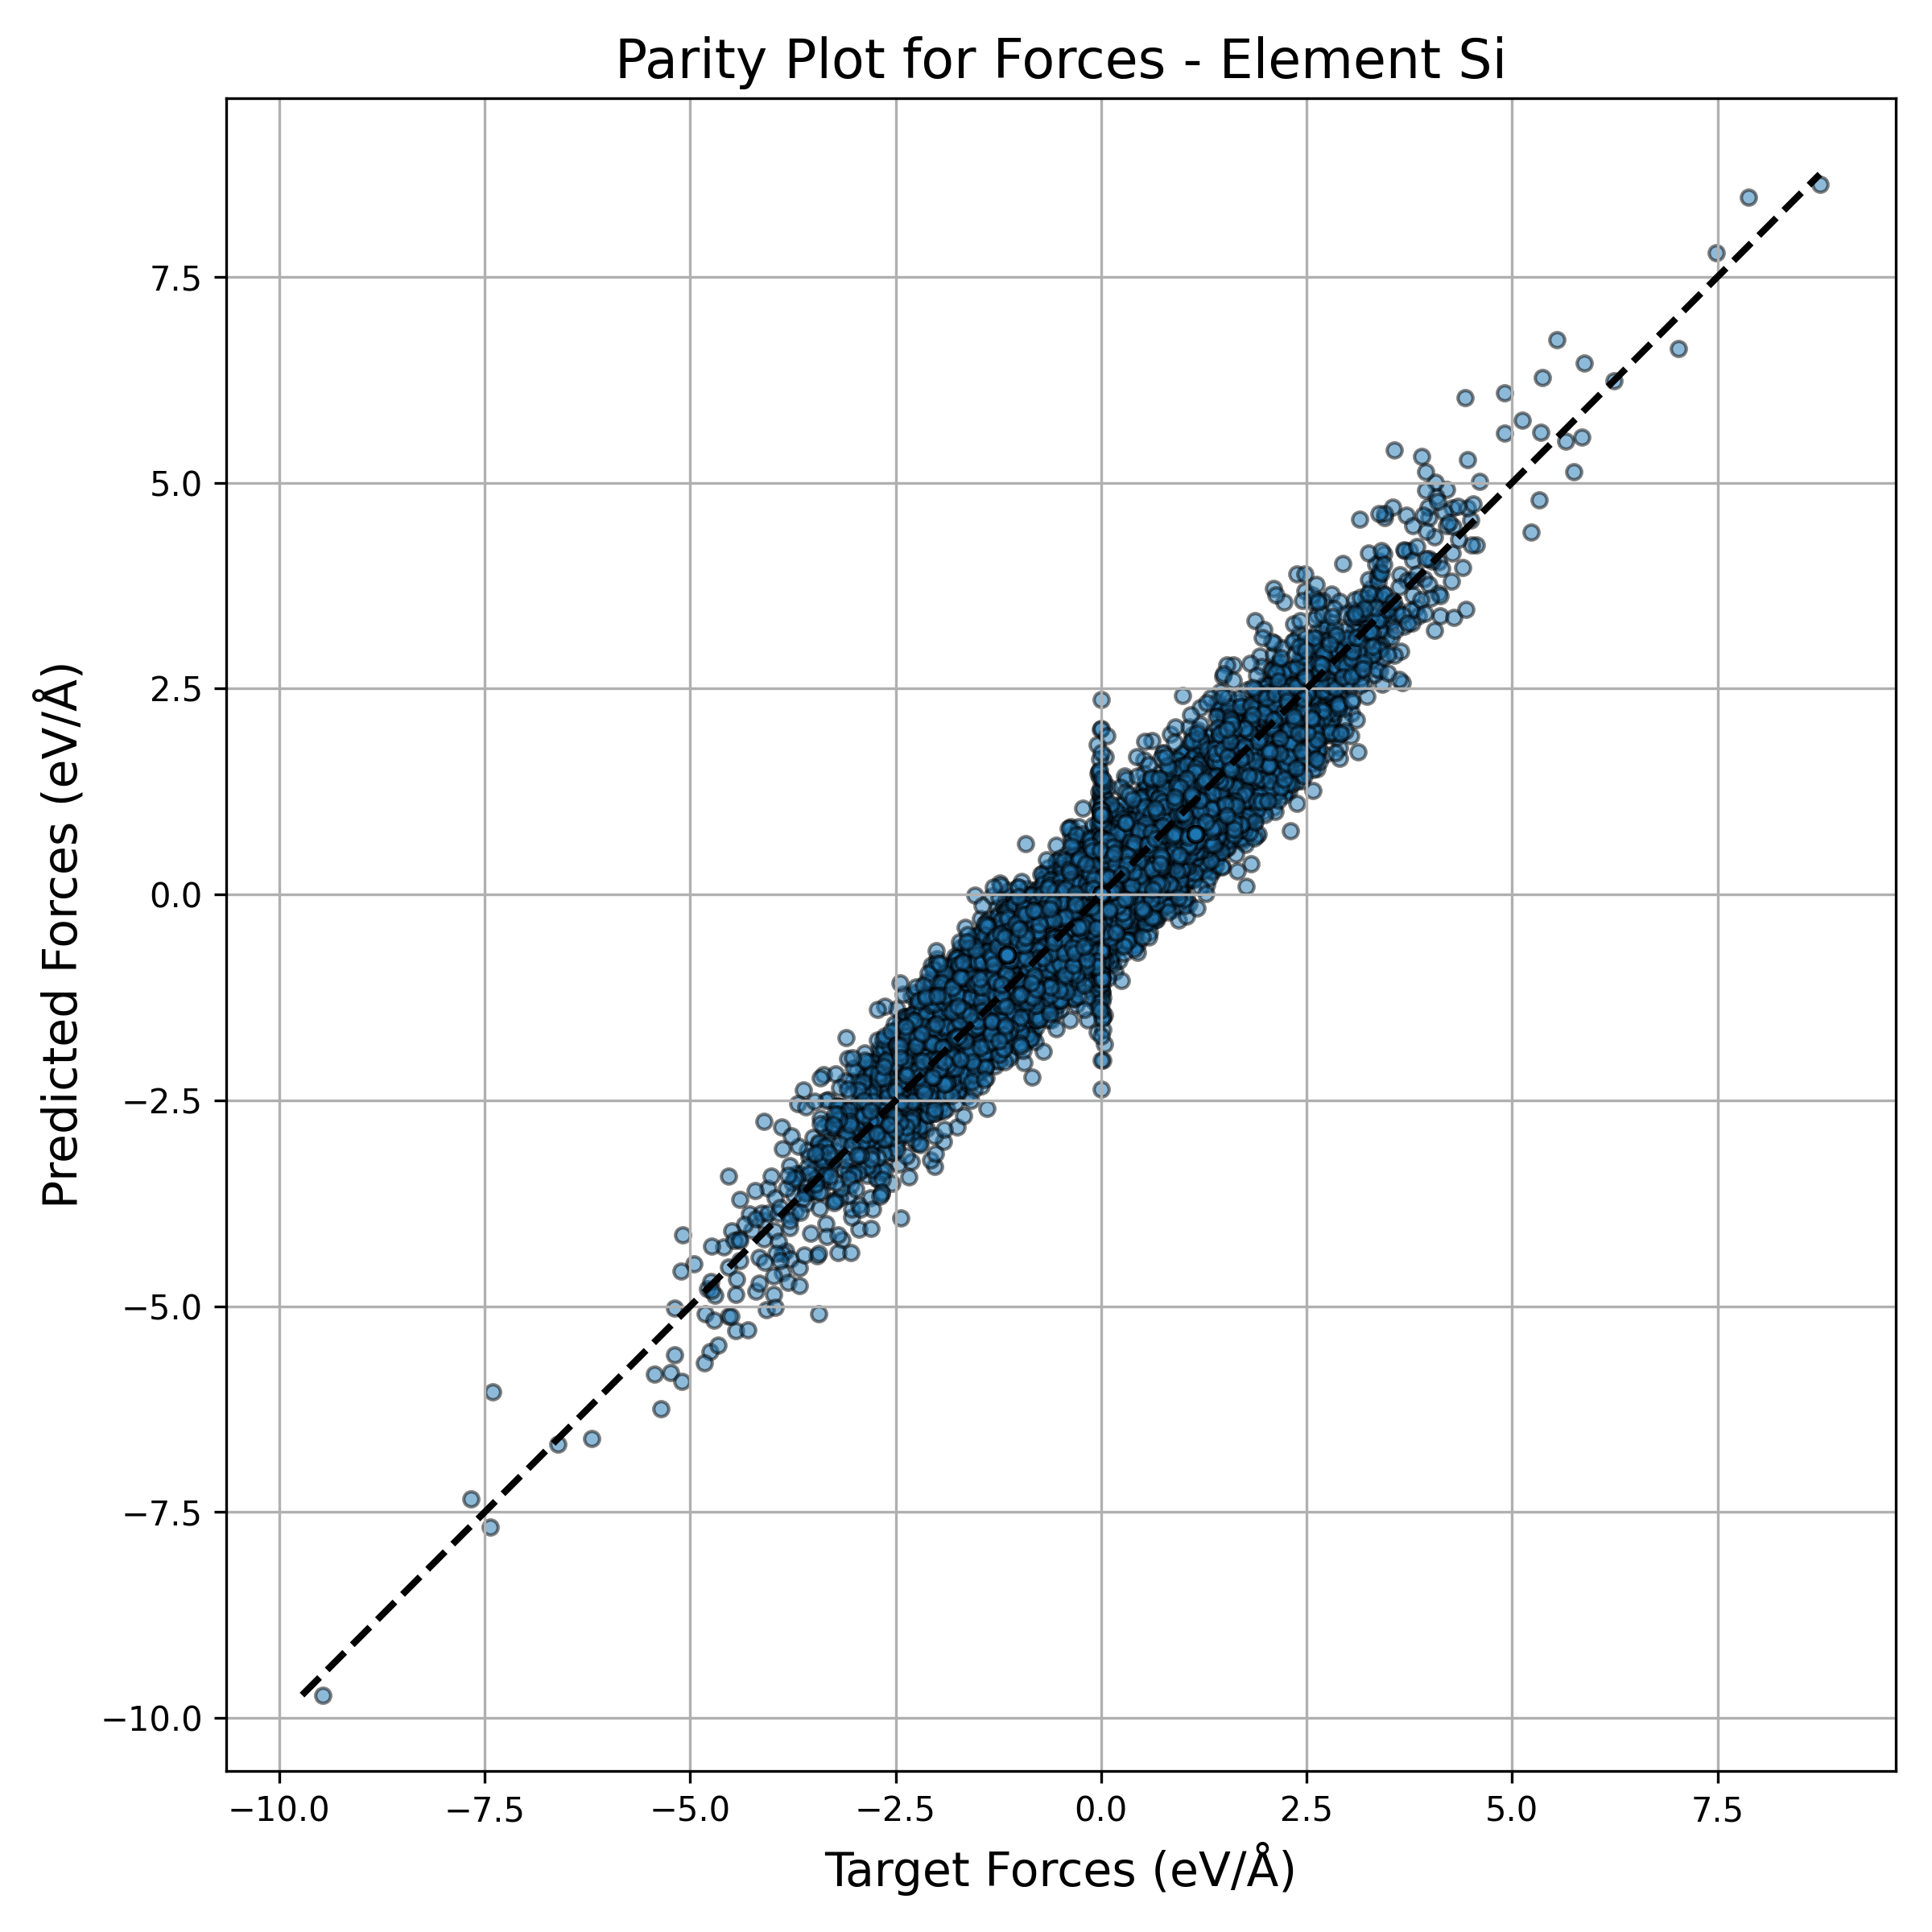 Parity Plot for Forces - Element Si
Predicted Forces (eV/Å)
7.5
5.0
2.5
0.0
−2.5
−5.0
−7.5
−10.0
−10.0 −7.5 −5.0 −2.5 0.0 2.5 5.0 7.5
Target Forces (eV/Å)